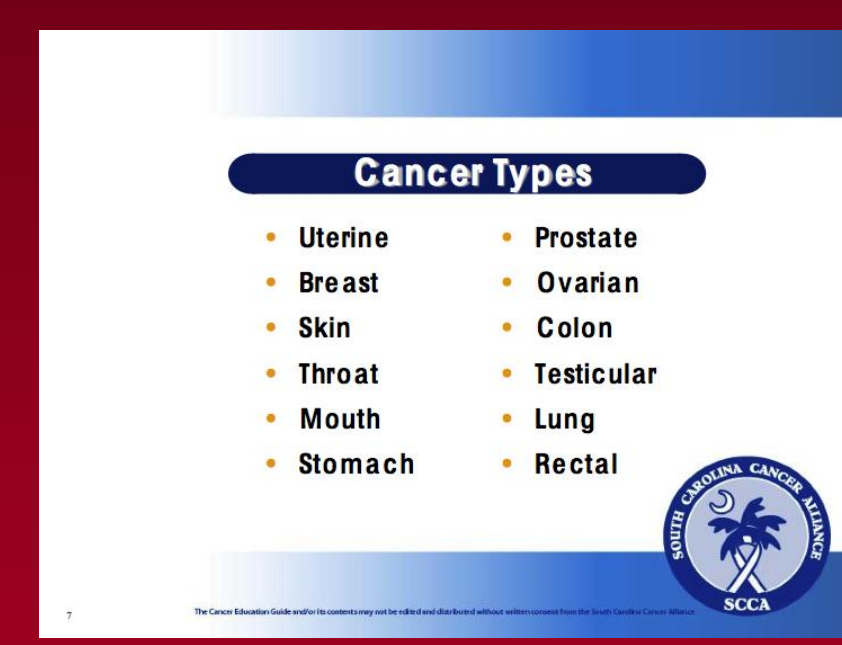 Cancer Types
• Uterine
• Breast
• Skin
• Throat
• Mouth
• Stomach
• Prostate
• Ovarian
• Colon
• Testicular
• Lung
• Rectal
SOUTH CAROLINA CANCER ALLIANCE
SCCA
7
The Cancer Education Guide and/or its contents may not be edited and distributed without written consent from the South Carolina Cancer Alliance